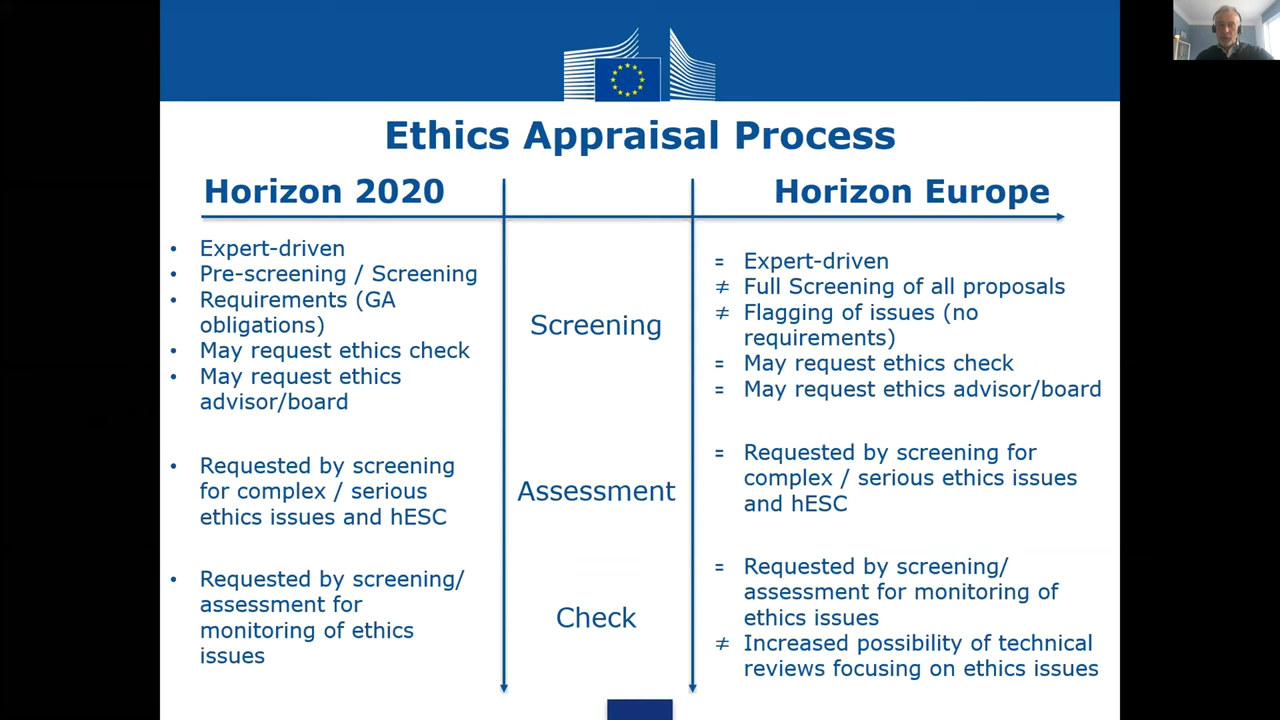 Ethics Appraisal Process
Horizon 2020
Horizon Europe
• Expert-driven
• Pre-screening / Screening
• Requirements (GA
obligations)
• May request ethics check
• May request ethics
advisor/board
Screening
= Expert-driven
≠ Full Screening of all proposals
≠ Flagging of issues (no
requirements)
= May request ethics check
= May request ethics advisor/board
• Requested by screening
for complex / serious
ethics issues and hESC
Assessment
= Requested by screening for
complex / serious ethics issues
and hESC
• Requested by screening/
assessment for
monitoring of ethics
issues
Check
= Requested by screening/
assessment for monitoring of
ethics issues
≠ Increased possibility of technical
reviews focusing on ethics issues